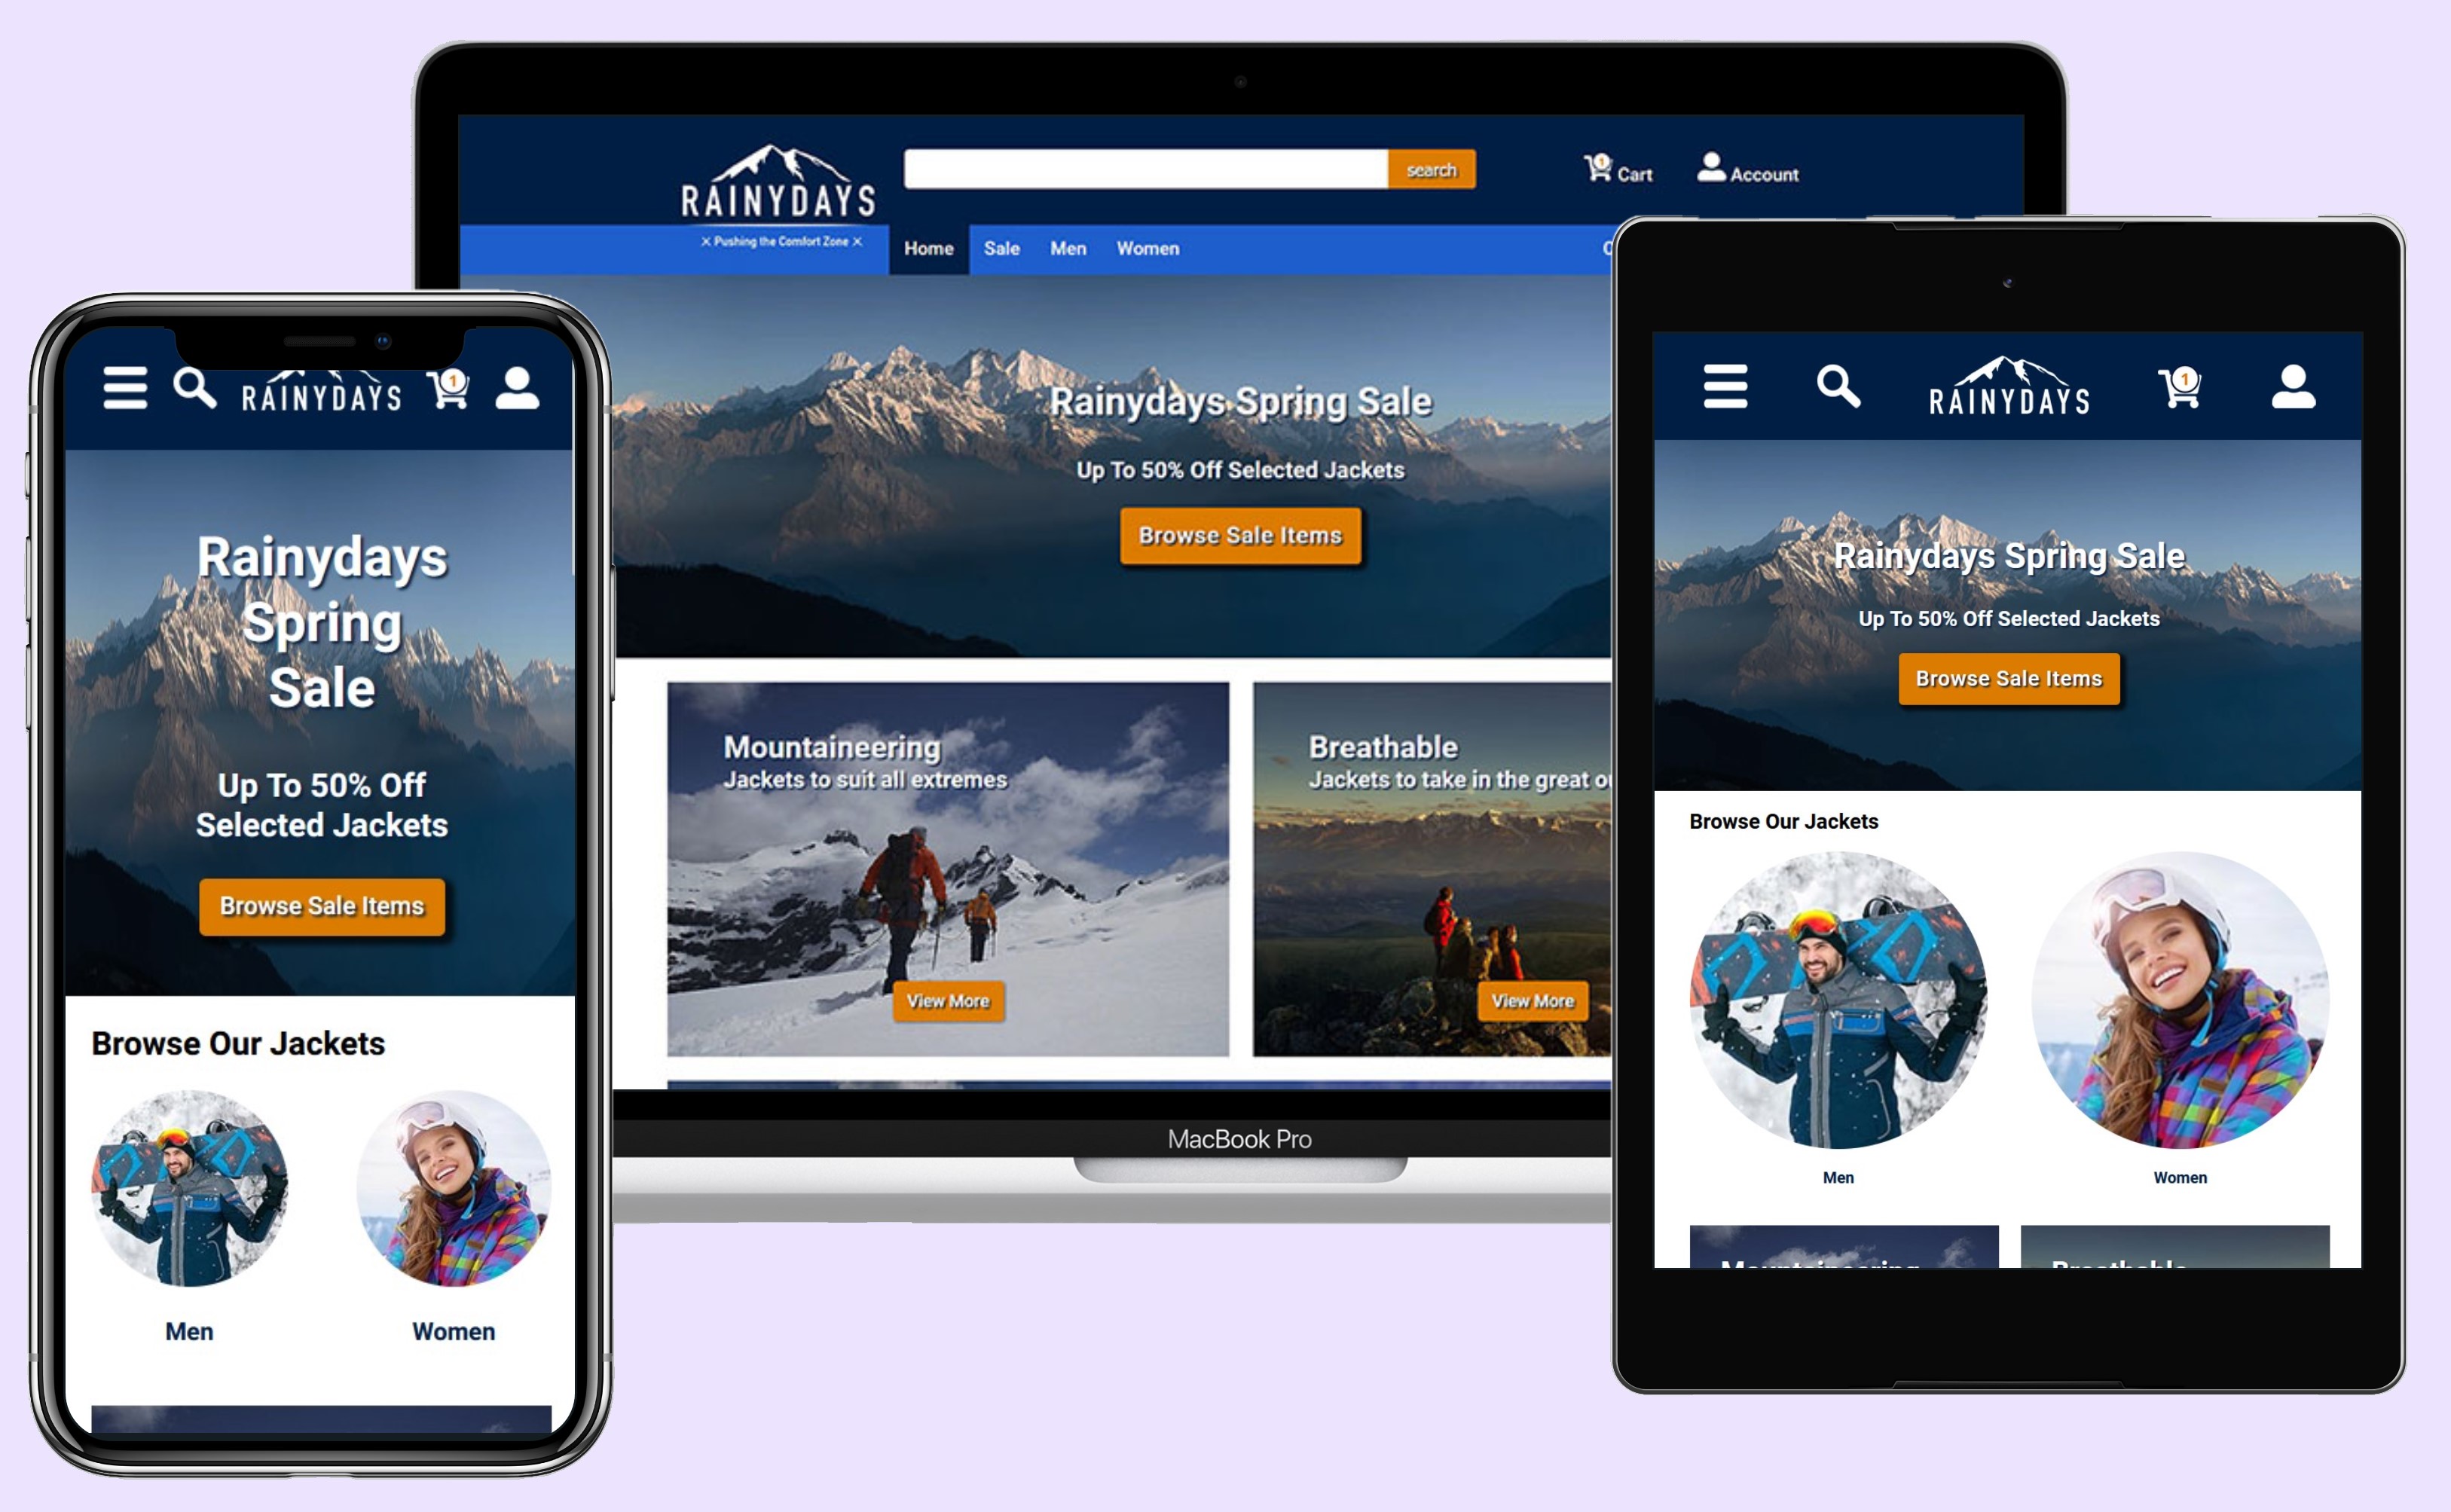 RAINYDAYS
✕ Pushing the Comfort Zone ✕
search
1
Cart
Account
Home
Sale
Men
Women
Rainydays Spring Sale
Up To 50% Off Selected Jackets
Browse Sale Items
Mountaineering
Jackets to suit all extremes
View More
Breathable
Jackets to take in the great
View More
MacBook Pro
RAINYDAYS
1
Rainydays
Spring
Sale
Up To 50% Off
Selected Jackets
Browse Sale Items
Browse Our Jackets
Men
Women
RAINYDAYS
1
Rainydays Spring Sale
Up To 50% Off Selected Jackets
Browse Sale Items
Browse Our Jackets
Men
Women
Mountaineering
Breathable